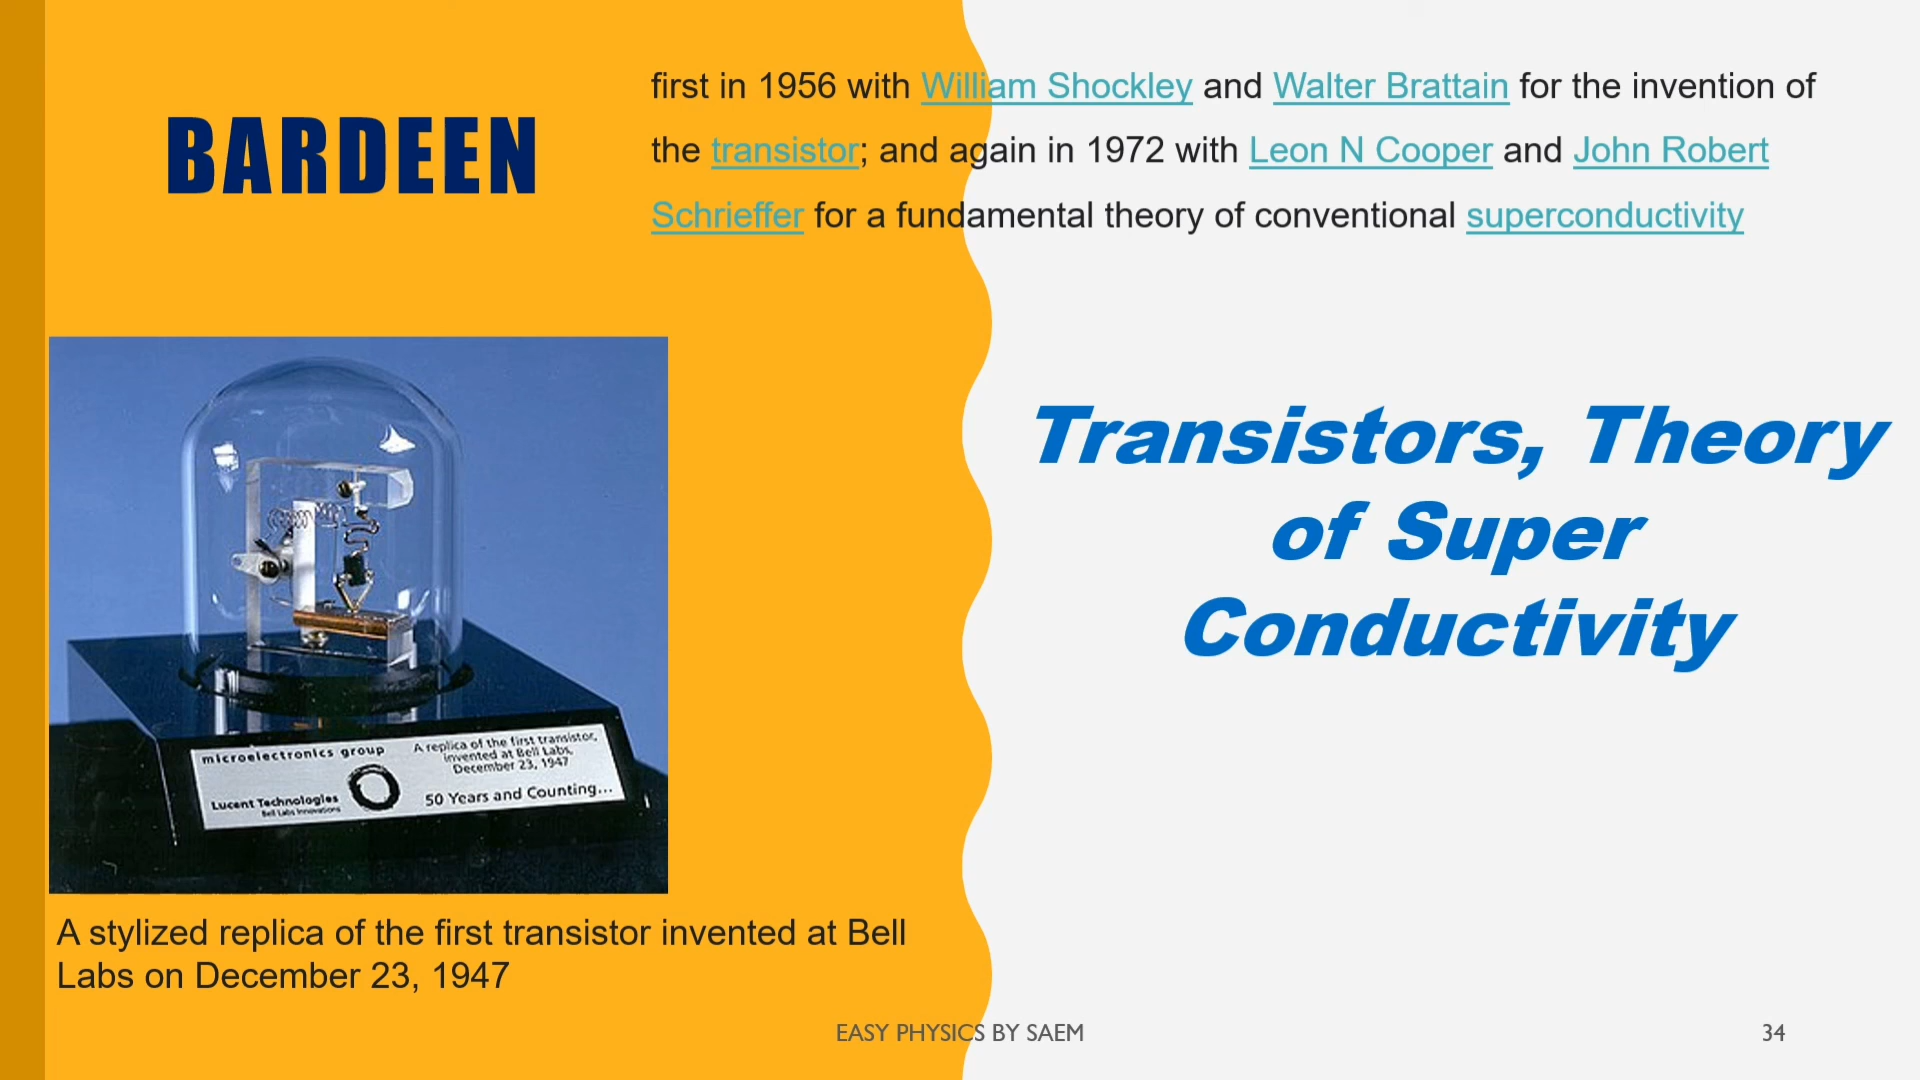 BARDEEN
first in 1956 with William Shockley and Walter Brattain for the invention of
the transistor; and again in 1972 with Leon N Cooper and John Robert
Schrieffer for a fundamental theory of conventional superconductivity
Transistors, Theory
of Super
Conductivity
microelectronics group
A replica of the first transistor,
invented at Bell Labs,
December 23, 1947
Lucent Technologies
Bell Labs Innovations
50 Years and Counting...
A stylized replica of the first transistor invented at Bell
Labs on December 23, 1947
EASY PHYSICS BY SAEM
34